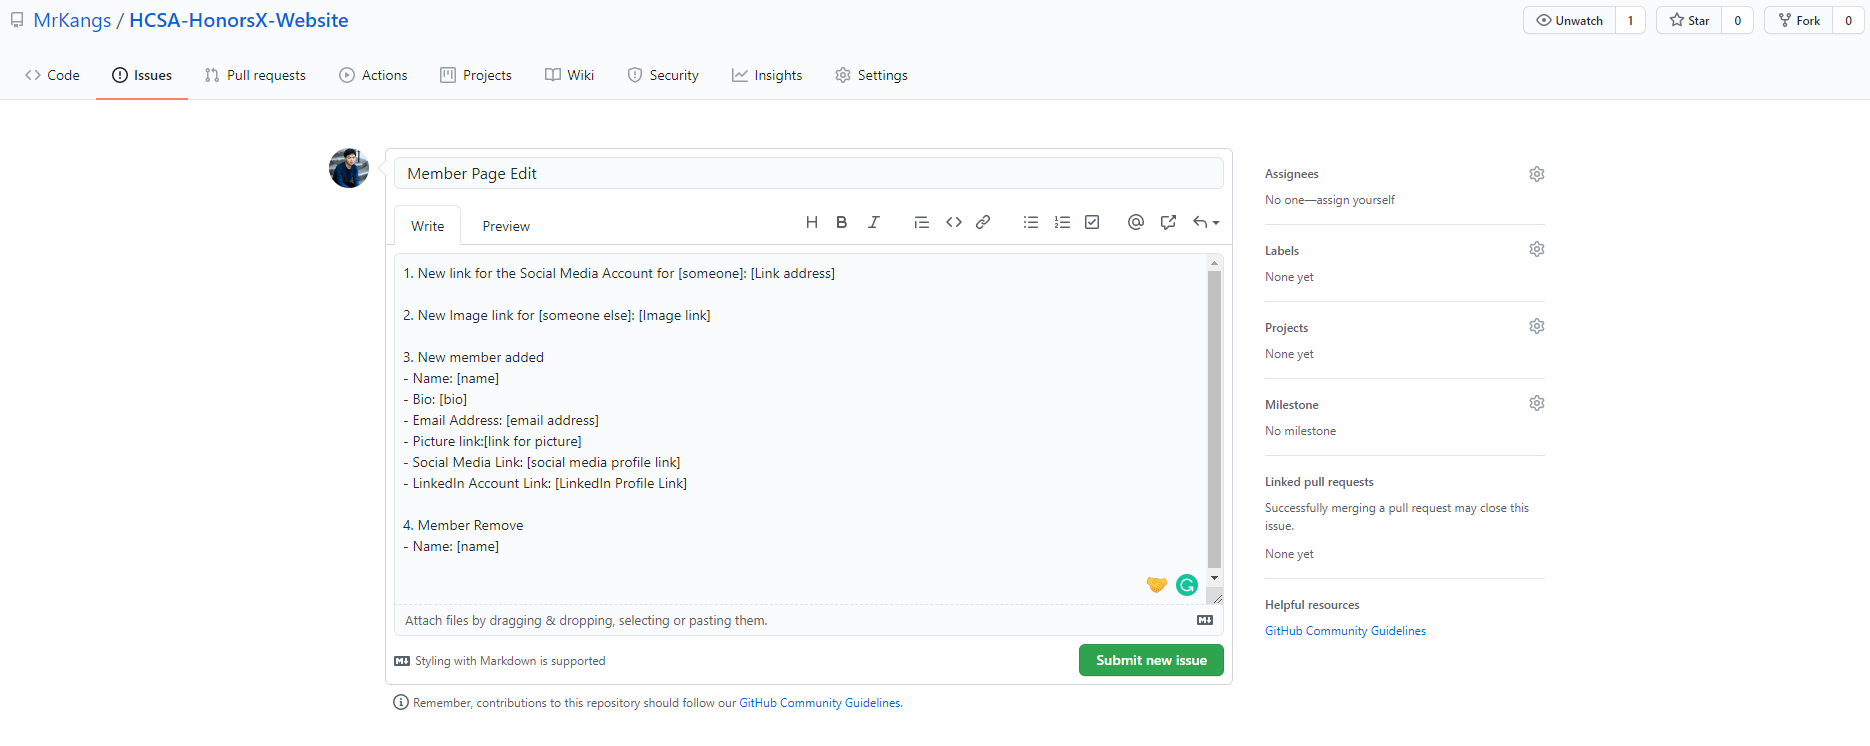 MrKangs / HCSA-HonorsX-Website
Unwatch 1 Star 0 Fork 0
Code Issues Pull requests Actions Projects Wiki Security Insights Settings
Member Page Edit
Write Preview
1. New link for the Social Media Account for [someone]: [Link address]
2. New Image link for [someone else]: [Image link]
3. New member added
- Name: [name]
- Bio: [bio]
- Email Address: [email address]
- Picture link:[link for picture]
- Social Media Link: [social media profile link]
- LinkedIn Account Link: [LinkedIn Profile Link]
4. Member Remove
- Name: [name]
Attach files by dragging & dropping, selecting or pasting them.
Styling with Markdown is supported
Submit new issue
Remember, contributions to this repository should follow our GitHub Community Guidelines.
Assignees
No one—assign yourself
Labels
None yet
Projects
None yet
Milestone
No milestone
Linked pull requests
Successfully merging a pull request may close this
issue.
None yet
Helpful resources
GitHub Community Guidelines